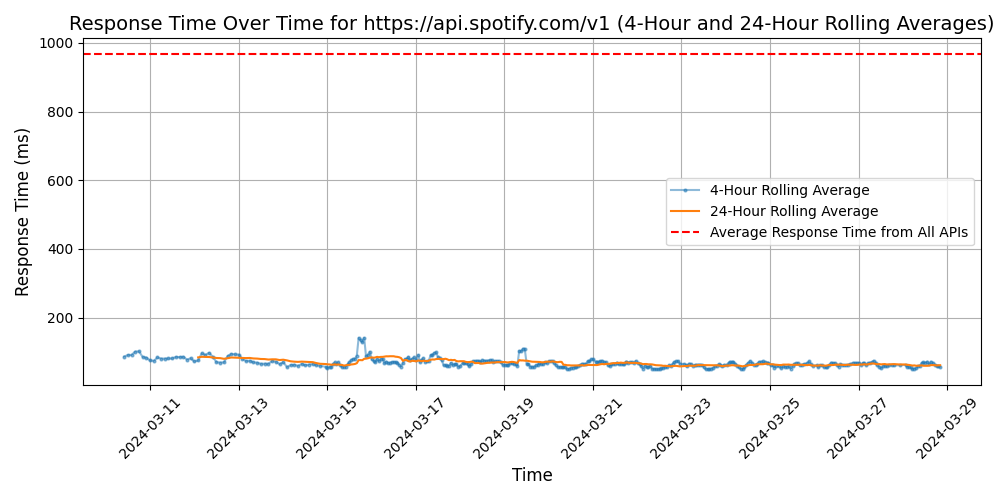 Response Time Over Time for https://api.spotify.com/v1 (4-Hour and 24-Hour Rolling Averages)
1000
800
600
400
200
Response Time (ms)
4-Hour Rolling Average
24-Hour Rolling Average
Average Response Time from All APIs
2024-03-11
2024-03-13
2024-03-15
2024-03-17
2024-03-19
2024-03-21
2024-03-23
2024-03-25
2024-03-27
2024-03-29
Time